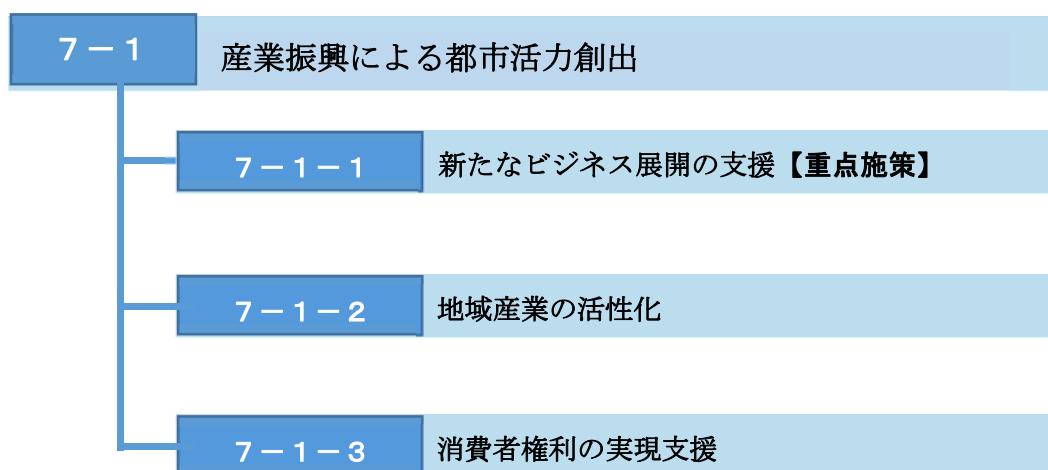 7－1 産業振興による都市活力創出
7－1－1 新たなビジネス展開の支援【重点施策】
7－1－2 地域産業の活性化
7－1－3 消費者権利の実現支援